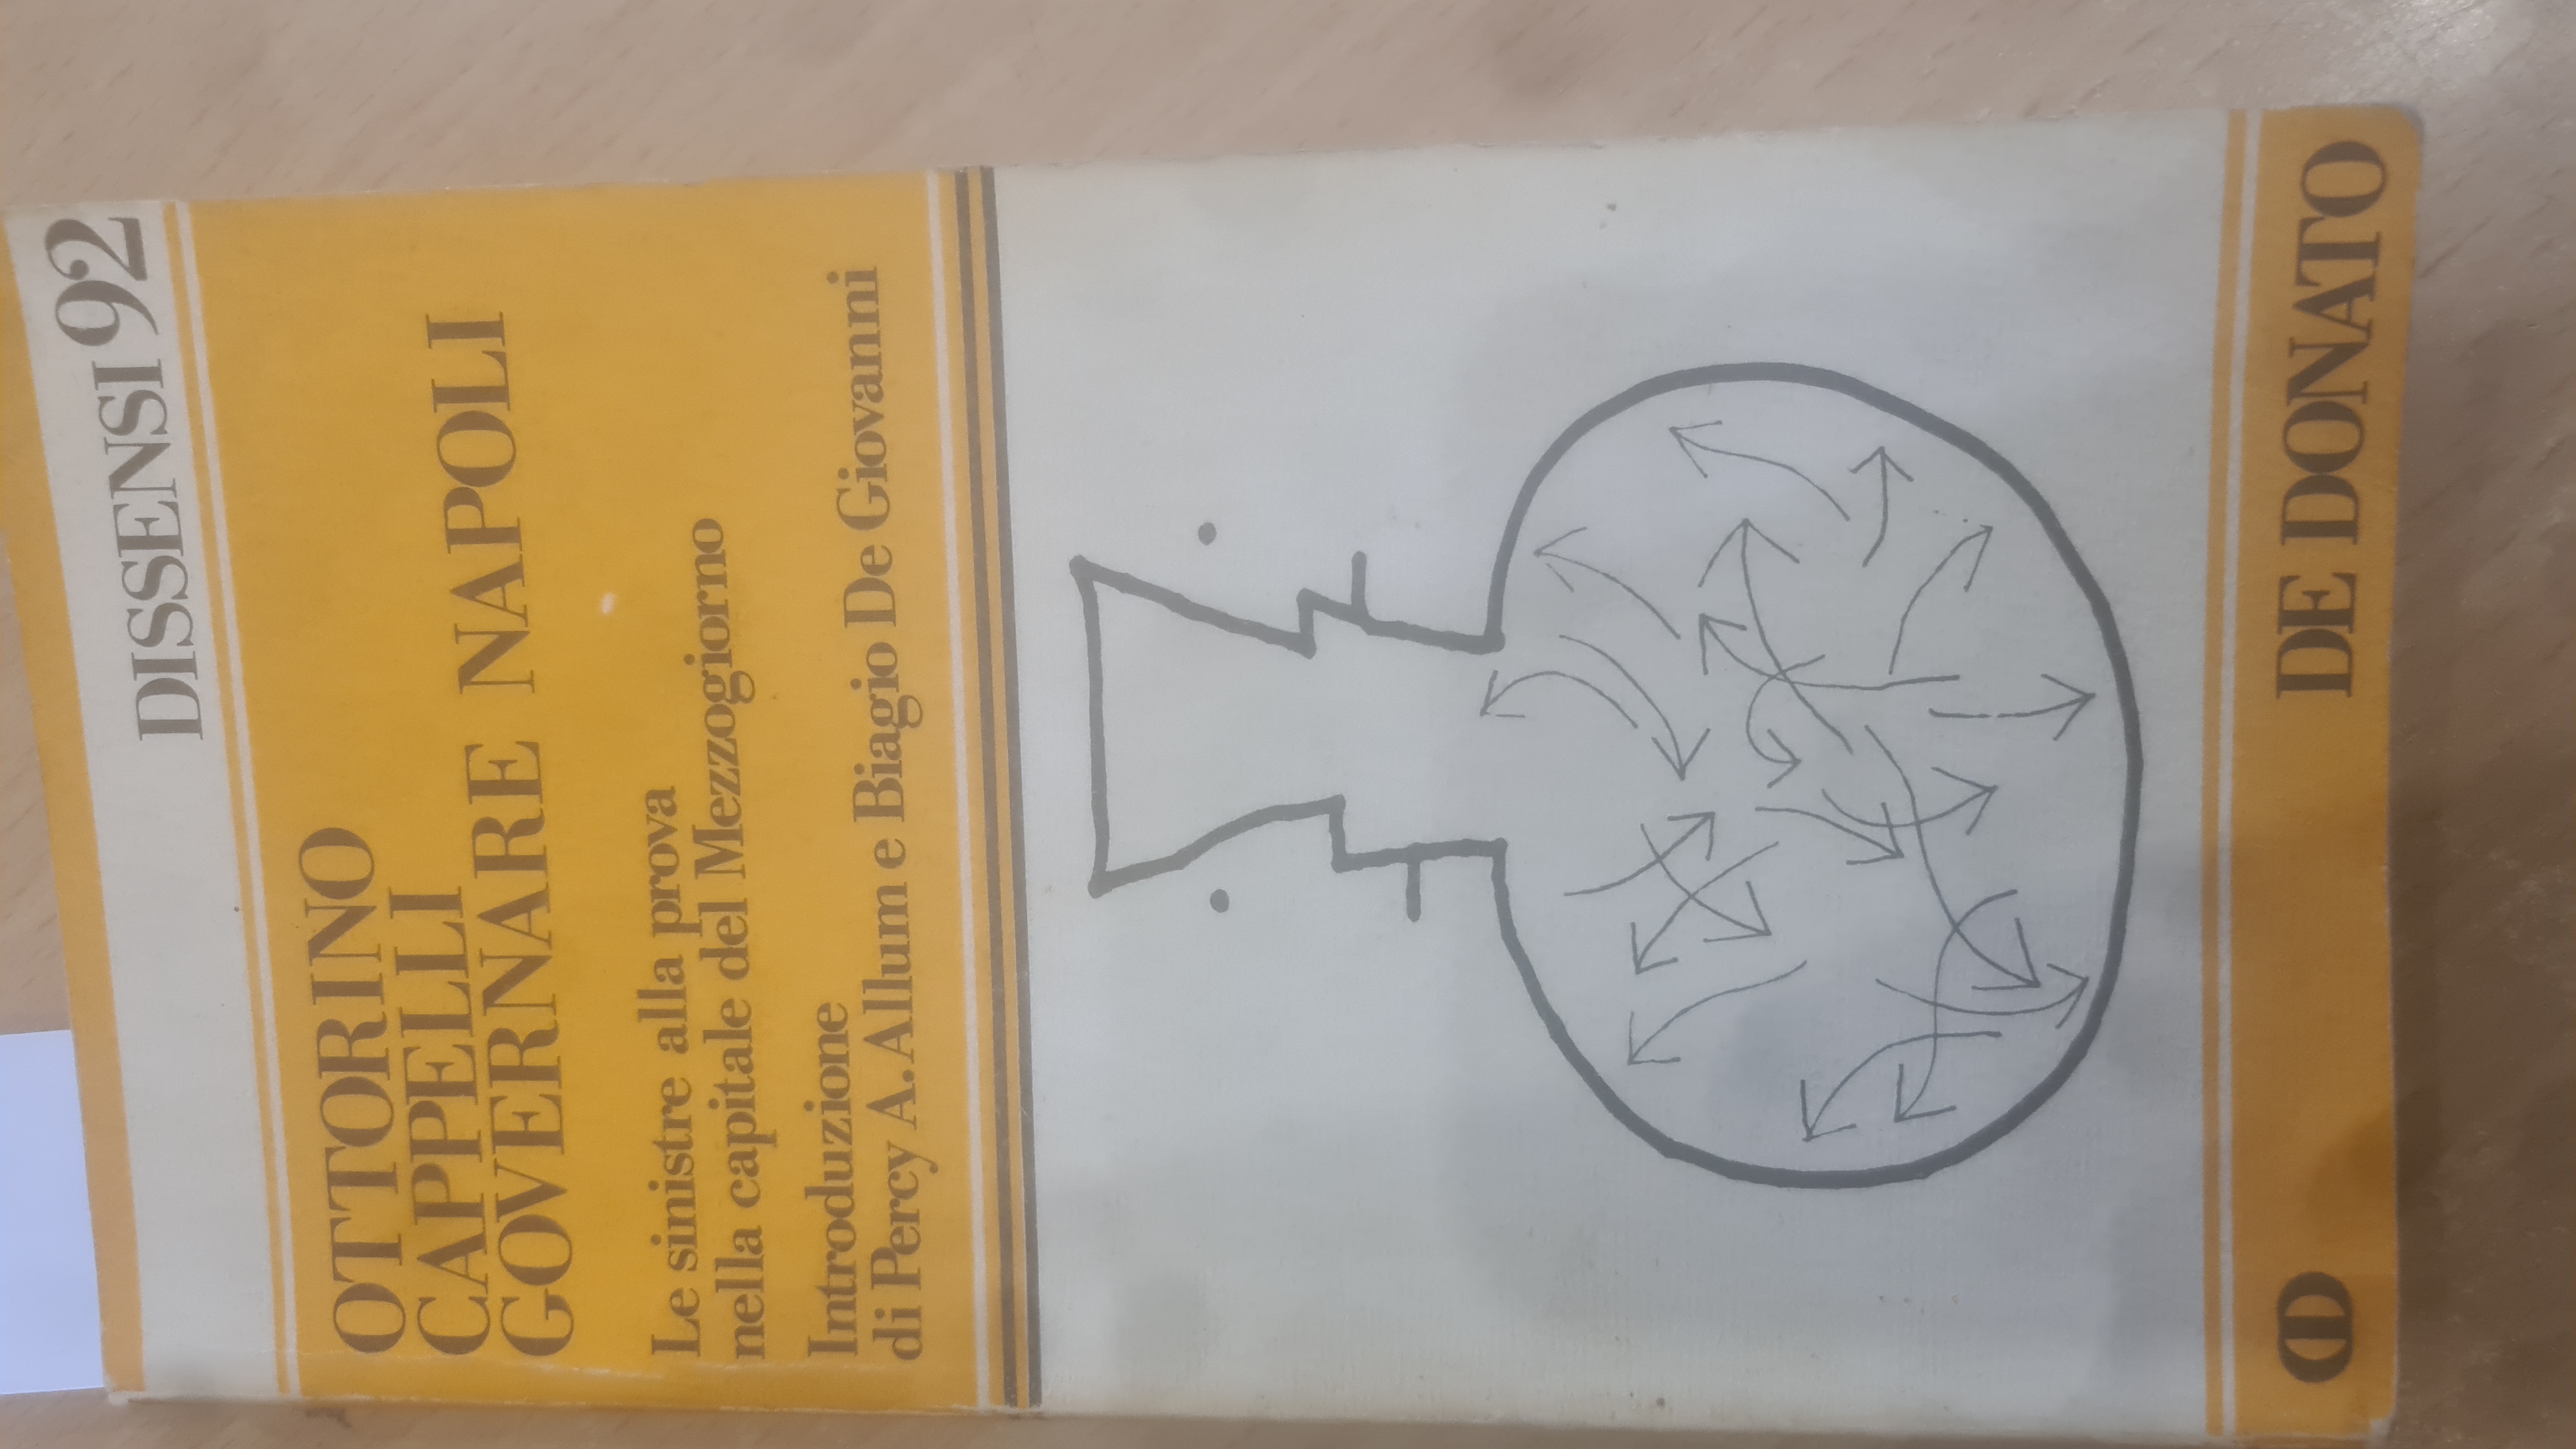 DISSENSI 92
OTTORINO
CAPPELLI
GOVERNARE NAPOLI
Le sinistre alla prova
nella capitale del Mezzogiorno
Introduzione
di Percy A. Allum e Biagio De Giovanni
D DE DONATO